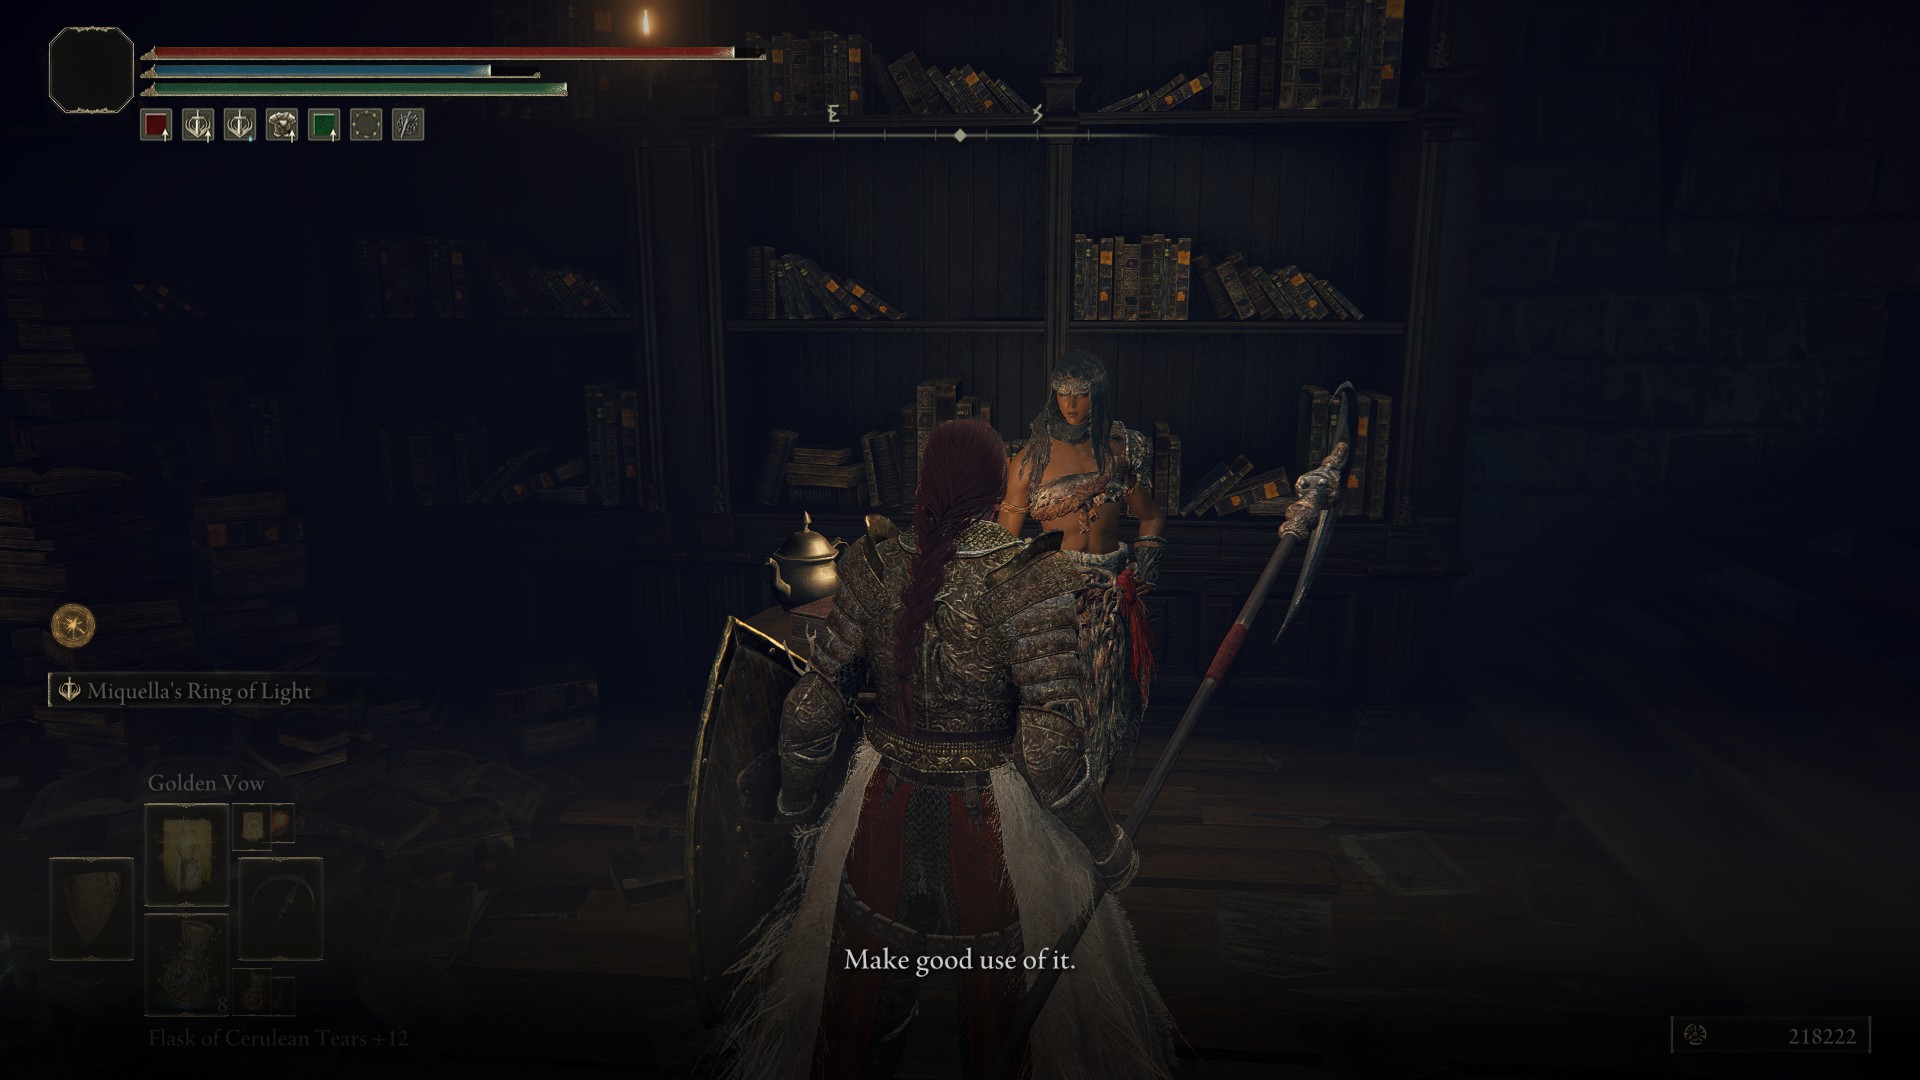 E S
Miquella's Ring of Light
Golden Vow
8
Flask of Cerulean Tears +12
Make good use of it.
218222